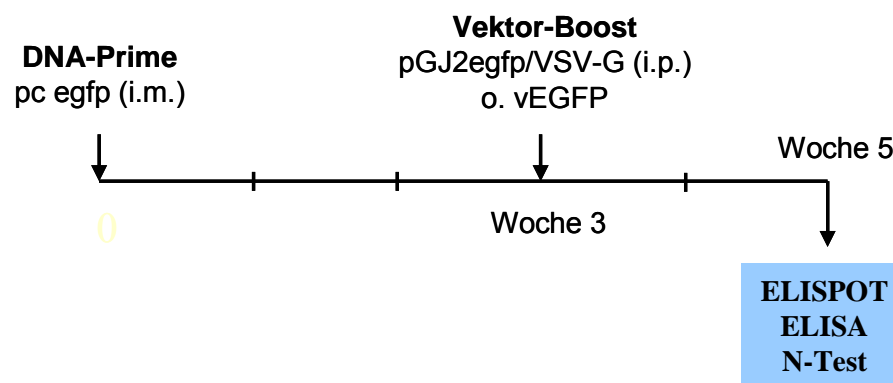 DNA-Prime
pc egfp (i.m.)
Vektor-Boost
pGJ2egfp/VSV-G (i.p.)
o. vEGFP
Woche 5
0
Woche 3
ELISPOT
ELISA
N-Test